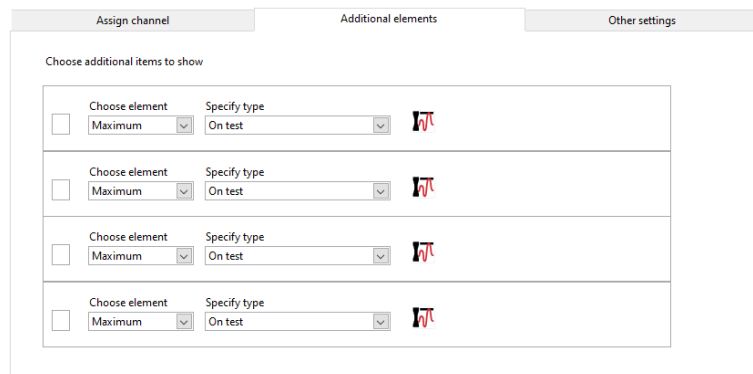 Assign channel Additional elements Other settings
Choose additional items to show
Choose element Specify type
Maximum On test
Choose element Specify type
Maximum On test
Choose element Specify type
Maximum On test
Choose element Specify type
Maximum On test